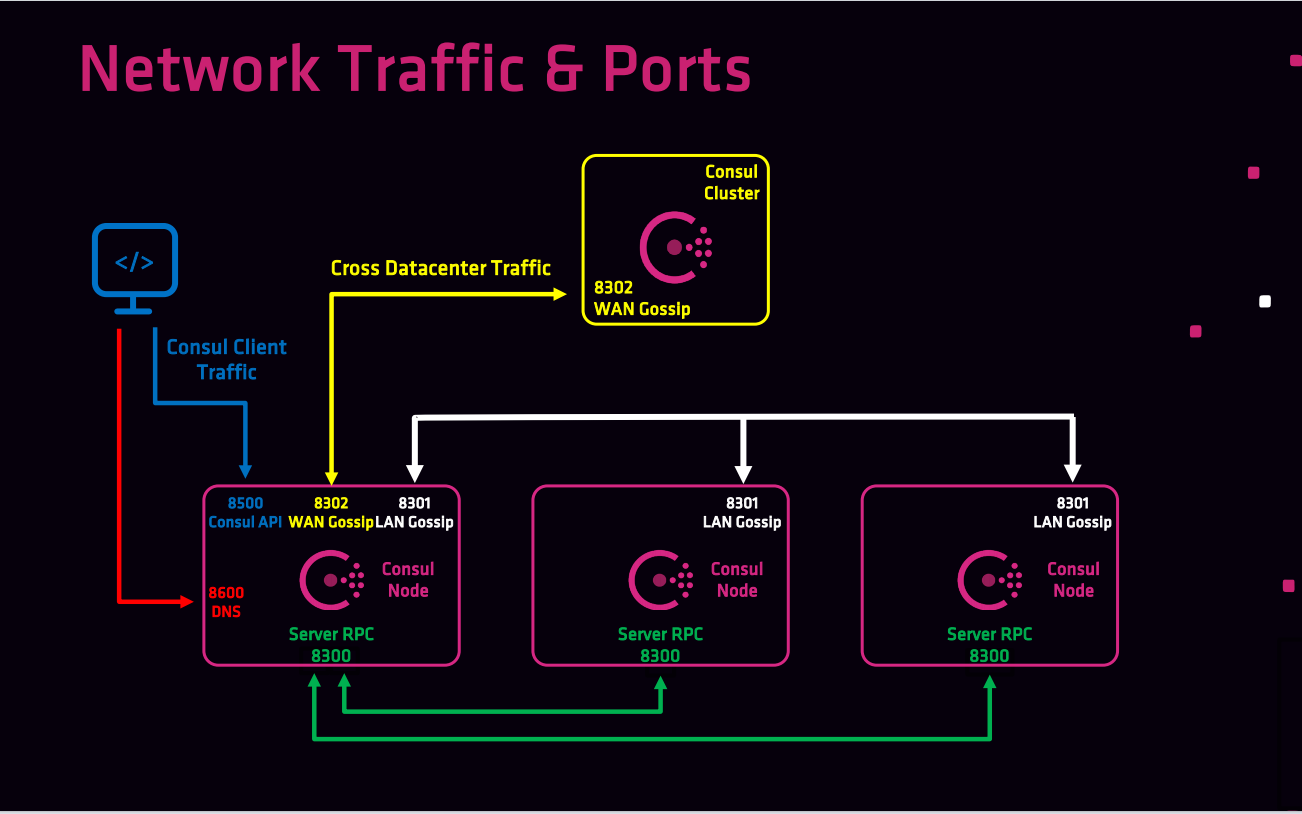 Network Traffic & Ports
Consul
Cluster
</>
Cross Datacenter Traffic
8302
WAN Gossip
Consul Client
Traffic
8500
Consul API
8302
WAN Gossip
8301
LAN Gossip
8301
LAN Gossip
8301
LAN Gossip
Consul
Node
Consul
Node
Consul
Node
8600
DNS
Server RPC
8300
Server RPC
8300
Server RPC
8300